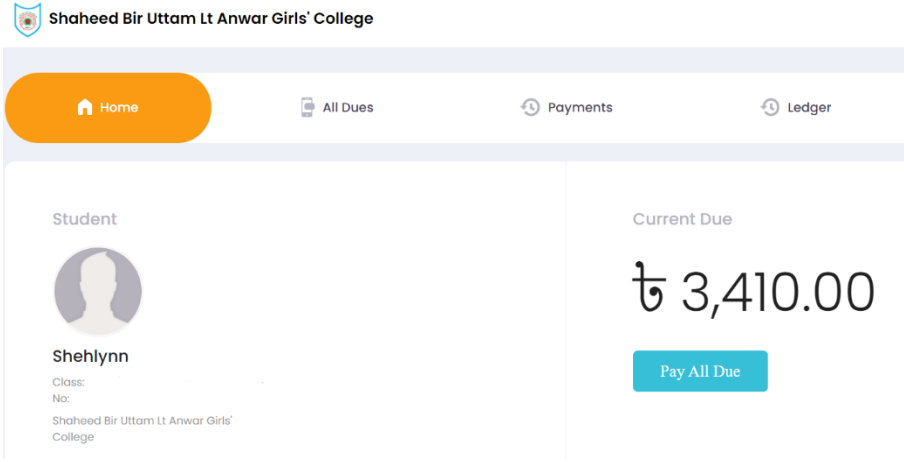 Shaheed Bir Uttam Lt Anwar Girls' College
Home
All Dues
Payments
Ledger
Student
Shehlynn
Class:
No:
Shaheed Bir Uttam Lt Anwar Girls'
College
Current Due
৳ 3,410.00
Pay All Due